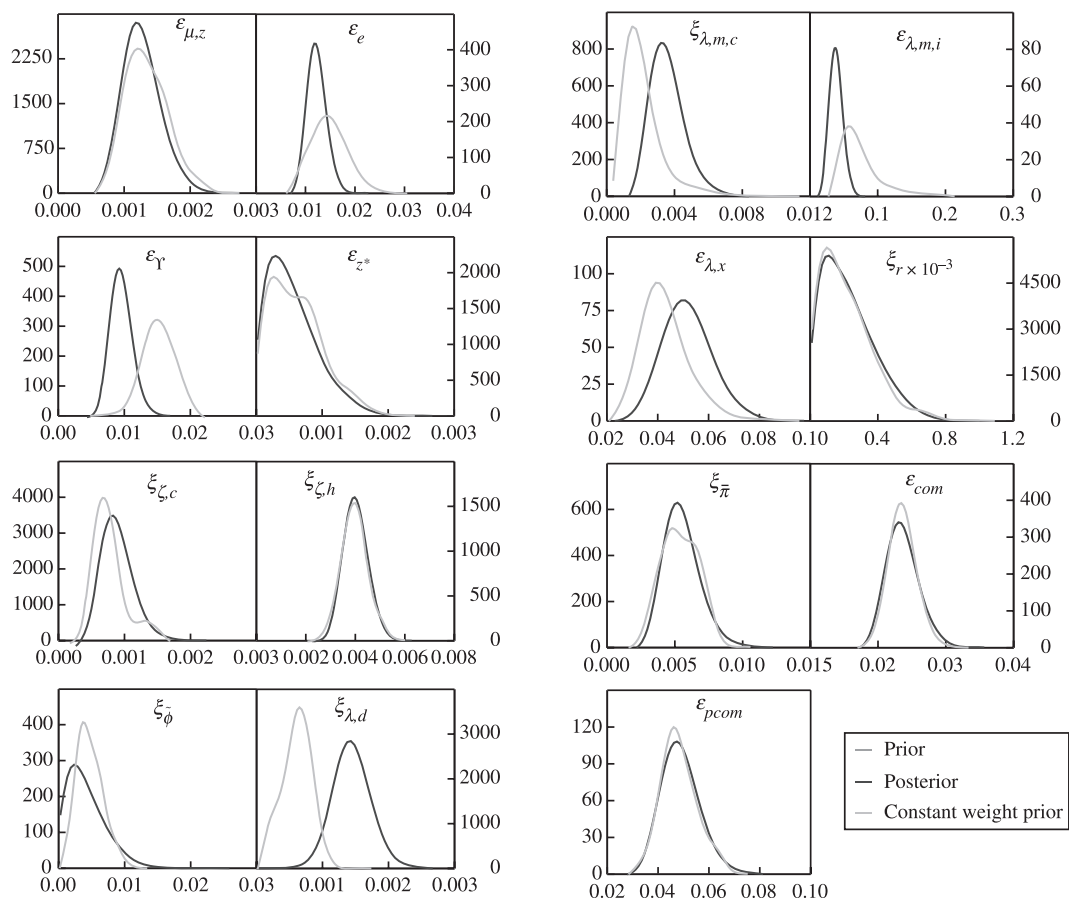 ε_{μ,z} ε_e
2250 1500 750 0
400 300 200 100 0
0.000 0.001 0.002 0.003 0.01 0.02 0.03 0.04
ξ_{λ,m,c} ε_{λ,m,i}
800 600 400 200 0
80 60 40 20 0
0.000 0.004 0.008 0.012 0.1 0.2 0.3
ε_ϒ ε_{z*}
500 400 300 200 100 0
2000 1500 1000 500 0
0.00 0.01 0.02 0.03 0.001 0.002 0.003
ε_{λ,x} ξ_{r × 10⁻³}
100 75 50 25 0
4500 3000 1500 0
0.02 0.04 0.06 0.08 0.10 0.4 0.8 1.2
ξ_{ζ,c} ξ_{ζ,h}
4000 3000 2000 1000 0
1500 1000 500 0
0.000 0.001 0.002 0.003 0.002 0.004 0.006 0.008
ξ_{π̄} ε_{com}
600 400 200 0
400 300 200 100 0
0.000 0.005 0.010 0.015 0.02 0.03 0.04
ξ_{φ̄} ξ_{λ,d}
400 300 200 100 0
3000 2000 1000 0
0.00 0.01 0.02 0.03 0.001 0.002 0.003
ε_{pcom}
120 90 60 30 0
0.02 0.04 0.06 0.08 0.10
Prior
Posterior
Constant weight prior